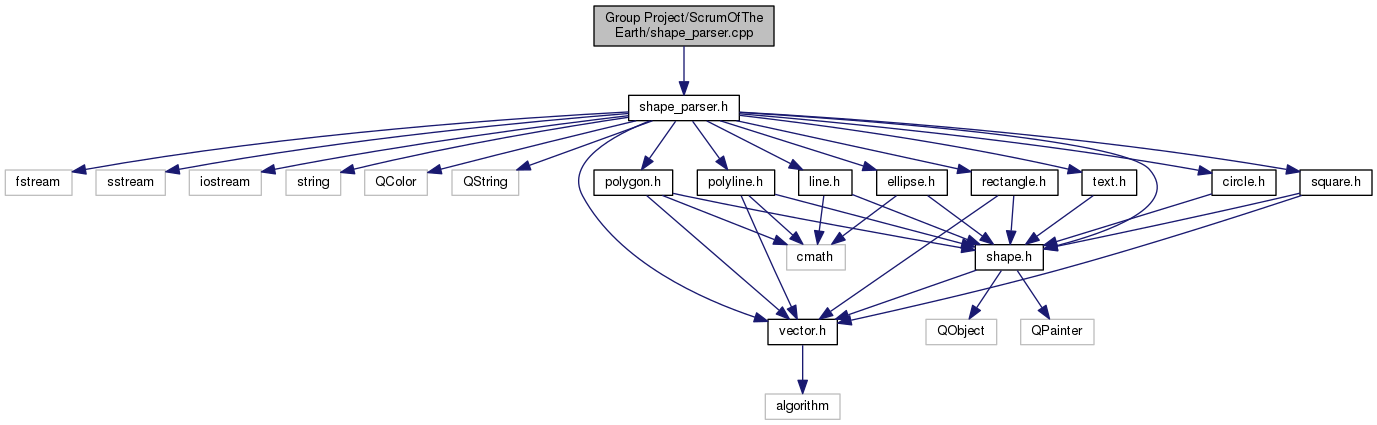 Group Project/ScrumOfThe
Earth/shape_parser.cpp
shape_parser.h
fstream
sstream
iostream
string
QColor
QString
polygon.h
polyline.h
line.h
ellipse.h
rectangle.h
text.h
circle.h
square.h
cmath
shape.h
vector.h
QObject
QPainter
algorithm